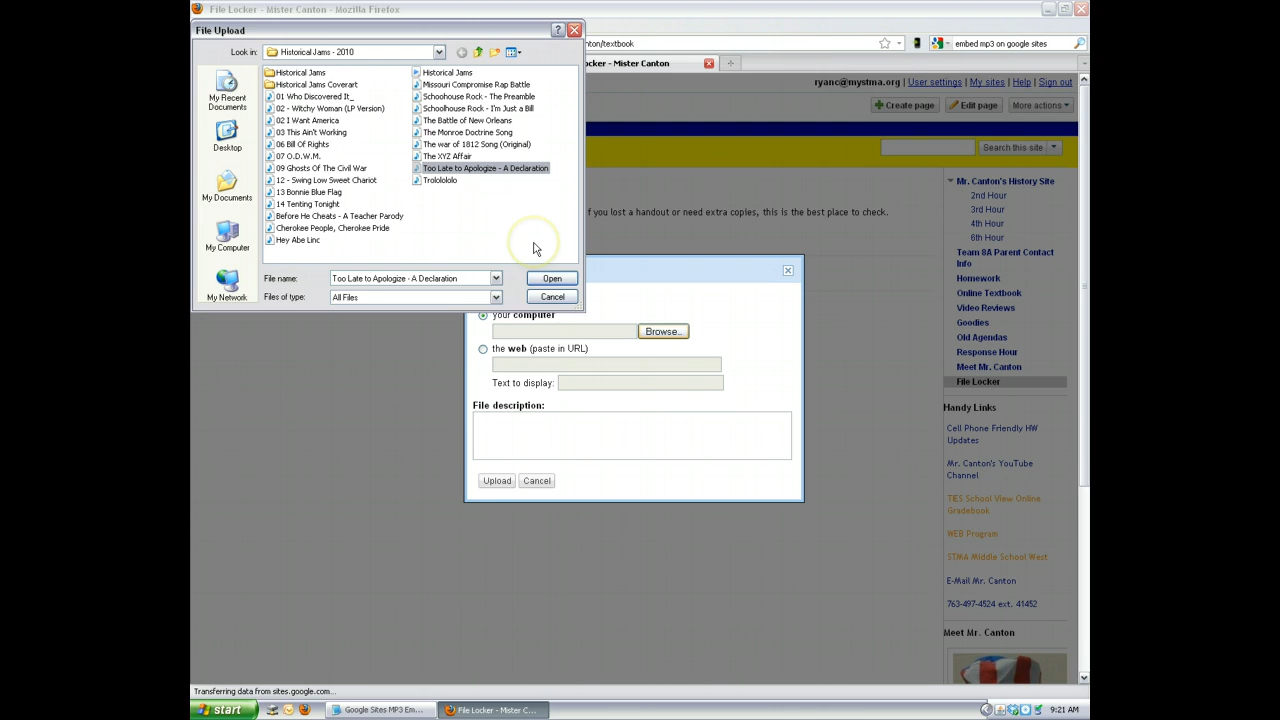 File Locker - Mister Canton - Mozilla Firefox
File Upload
Look in:
Historical Jams - 2010
nton/textbook
embed mp3 on google sites
ocker - Mister Canton
My Recent
Documents
Desktop
My Documents
My Computer
My Network
Historical Jams
Historical Jams Coverart
01 Who Discovered It_
02 - Witchy Woman (LP Version)
02 I Want America
03 This Ain't Working
06 Bill Of Rights
07 O.D.W.M.
09 Ghosts Of The Civil War
12 - Swing Low Sweet Chariot
13 Bonnie Blue Flag
14 Tenting Tonight
Before He Cheats - A Teacher Parody
Cherokee People, Cherokee Pride
Hey Abe Linc
Historical Jams
Missouri Compromise Rap Battle
Schoohouse Rock - The Preamble
Schoolhouse Rock - I'm Just a Bill
The Battle of New Orleans
The Monroe Doctrine Song
The war of 1812 Song (Original)
The XYZ Affair
Too Late to Apologize - A Declaration
Trolololo
File name:
Too Late to Apologize - A Declaration
Open
Files of type:
All Files
Cancel
ryanc@mystma.org | User settings | My sites | Help | Sign out
Create page
Edit page
More actions
Search this site
f you lost a handout or need extra copies, this is the best place to check.
your computer
Browse..
the web (paste in URL)
Text to display:
File description:
Upload
Cancel
Mr. Canton's History Site
2nd Hour
3rd Hour
4th Hour
6th Hour
Team 8A Parent Contact
Info
Homework
Online Textbook
Video Reviews
Goodies
Old Agendas
Response Hour
Meet Mr. Canton
File Locker
Handy Links
Cell Phone Friendly HW
Updates
Mr. Canton's YouTube
Channel
TIES School View Online
Gradebook
WEB Program
STMA Middle School West
E-Mail Mr. Canton
763-497-4524 ext. 41452
Meet Mr. Canton
Transferring data from sites.google.com...
start
Google Sites MP3 Em...
File Locker - Mister C...
9:21 AM